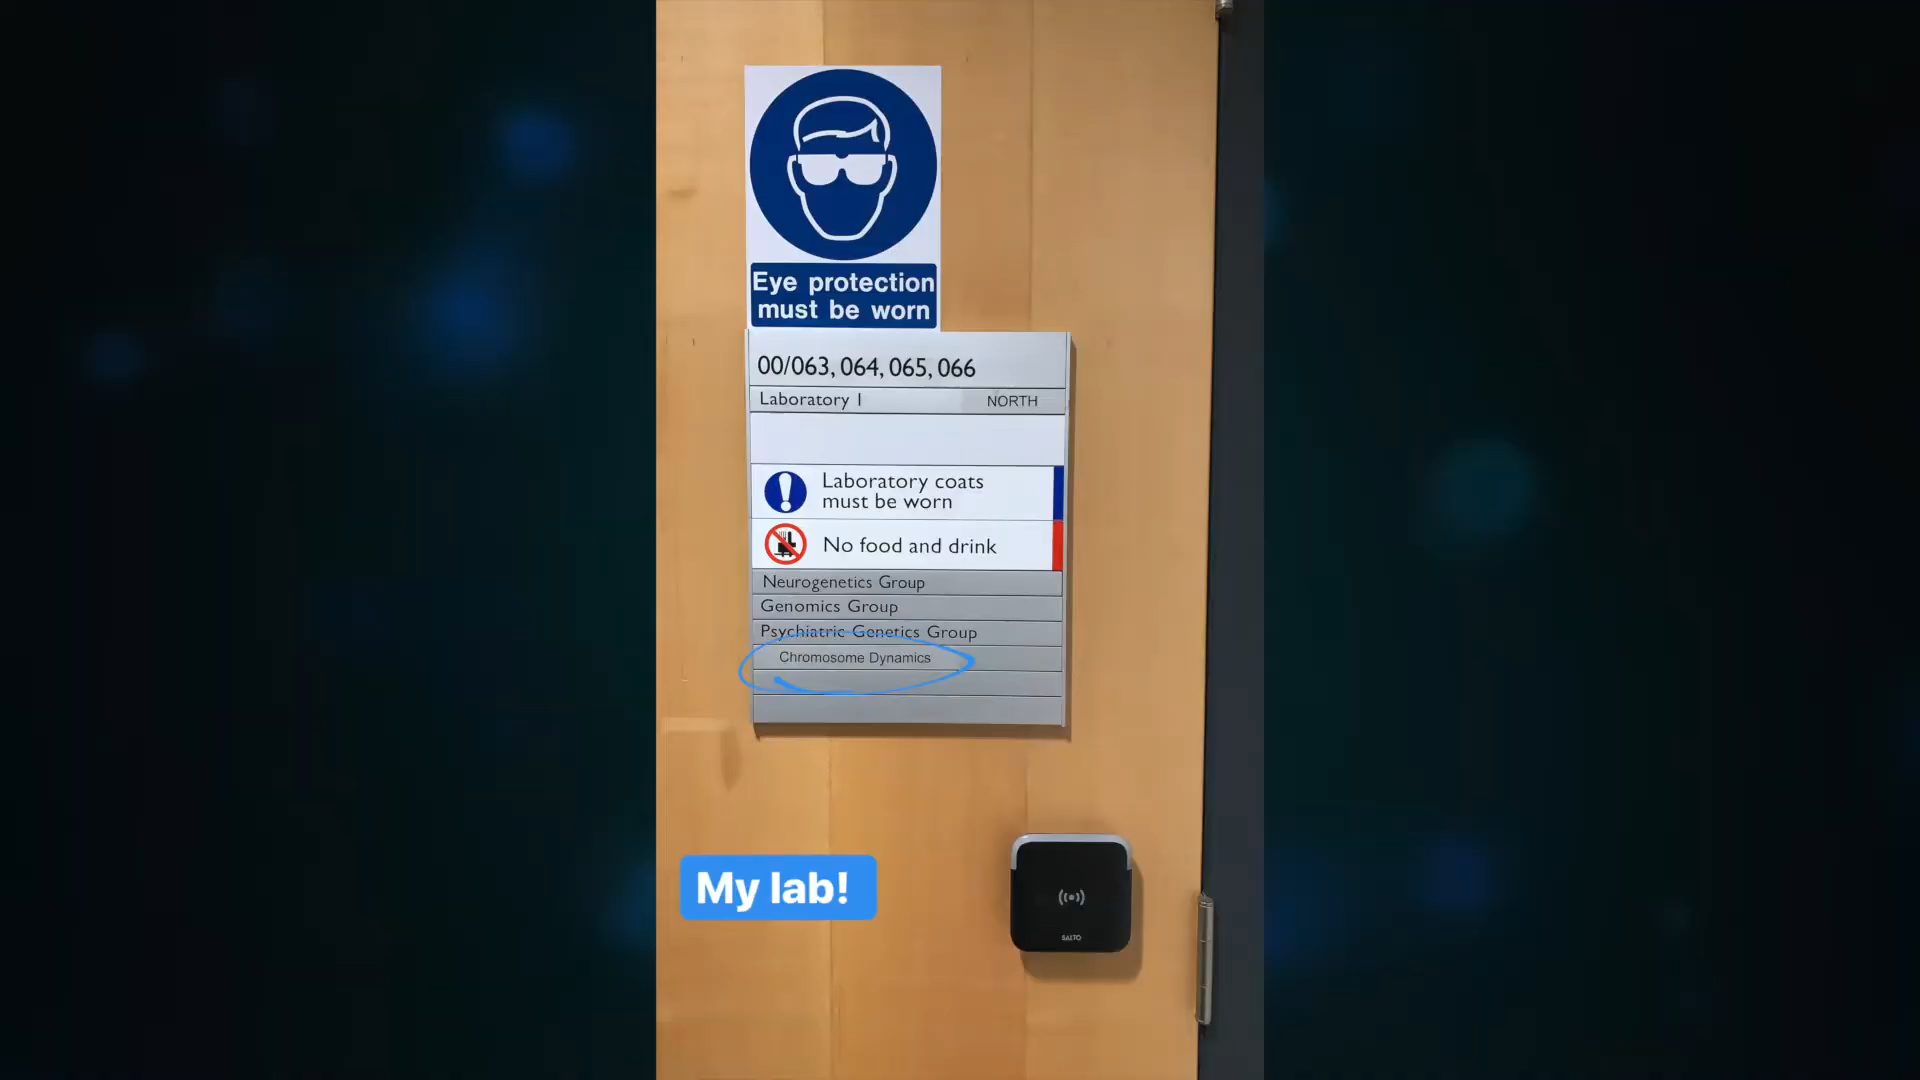 Eye protection
must be worn
00/063, 064, 065, 066
Laboratory 1 NORTH
Laboratory coats
must be worn
No food and drink
Neurogenetics Group
Genomics Group
Psychiatric Genetics Group
Chromosome Dynamics
My lab!
SALTO